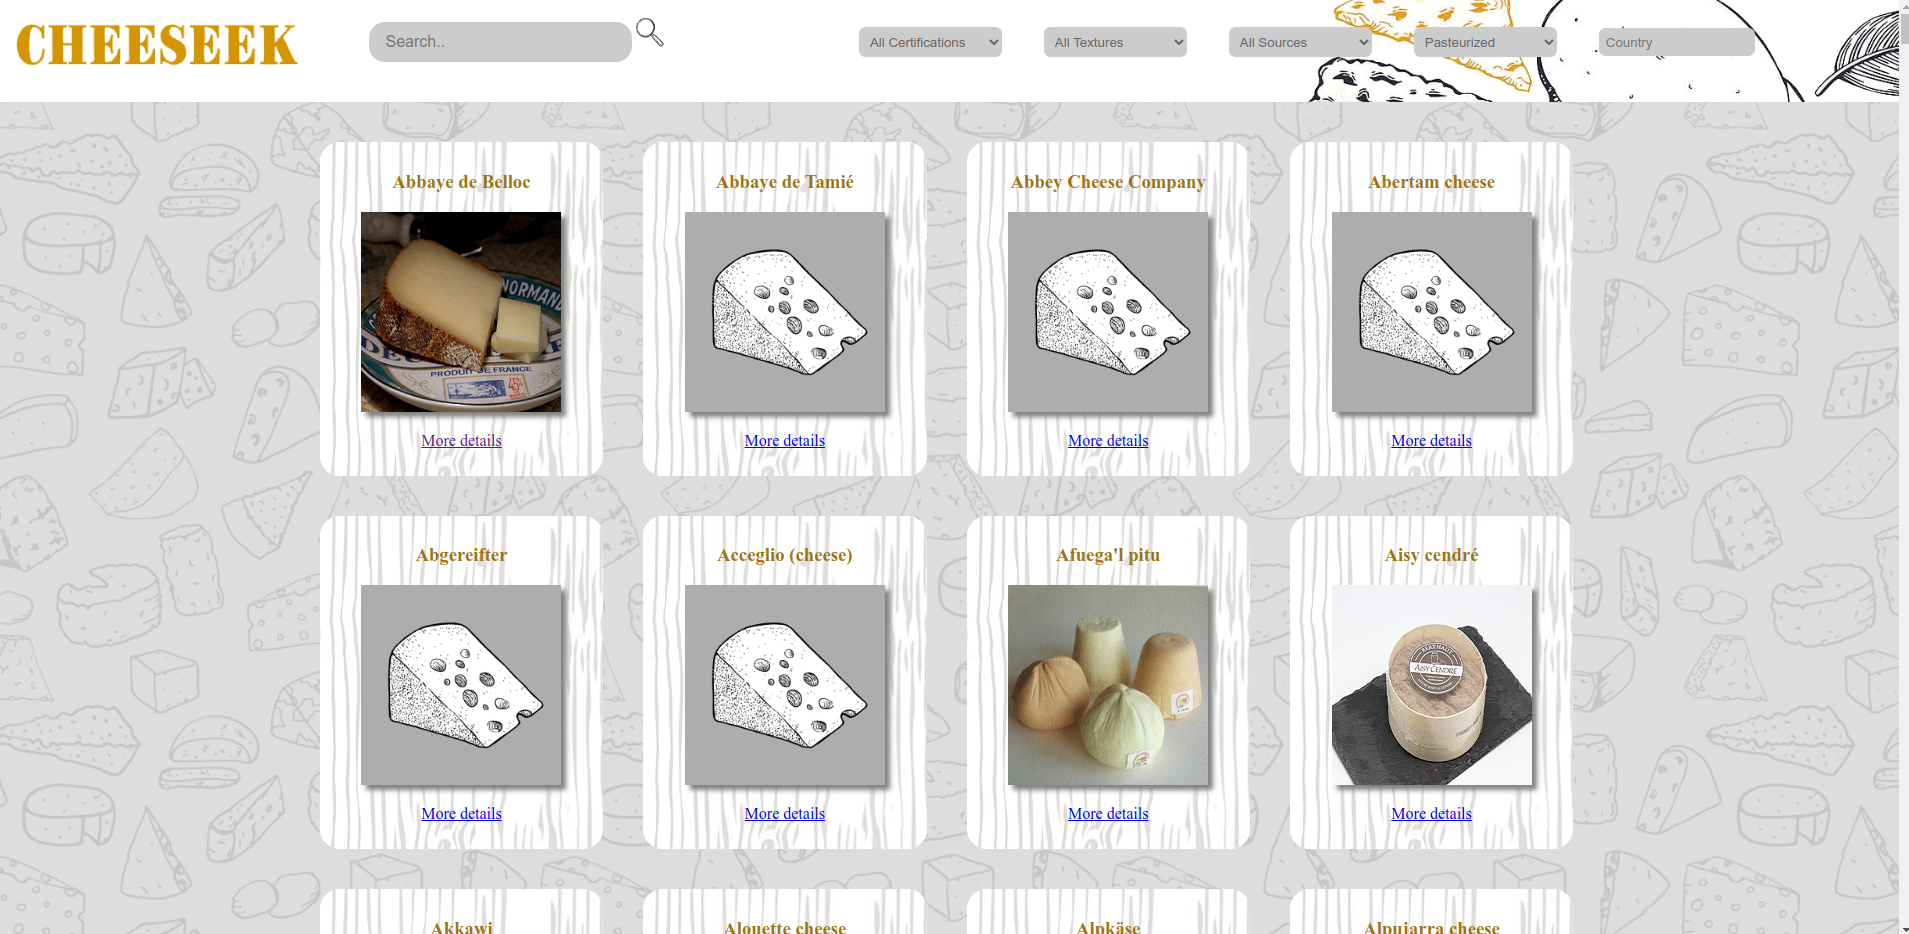 CHEESEEK
Search..
All Certifications
All Textures
All Sources
Pasteurized
Country
Abbaye de Belloc
Abbaye de Tamié
Abbey Cheese Company
Abertam cheese
NORMAN
PRODUIT DE FRANCE
More details
More details
More details
More details
Abgereifter
Acceglio (cheese)
Afuega'l pitu
Aisy cendré
BERTHAUT
AISY CENDRÉ
More details
More details
More details
More details
Akkawi
Alouette cheese
Alpkäse
Alpujarra cheese